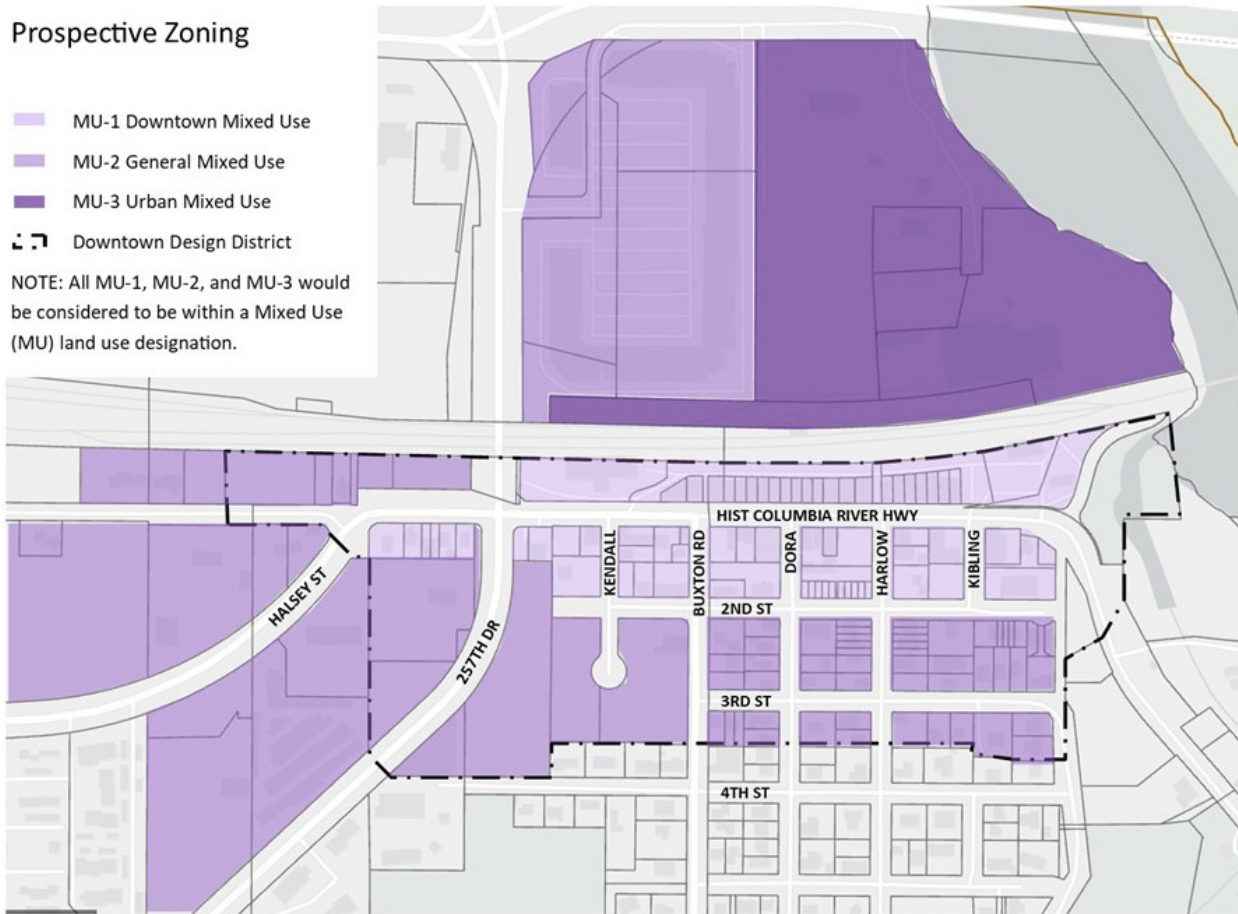 Prospective Zoning
MU-1 Downtown Mixed Use
MU-2 General Mixed Use
MU-3 Urban Mixed Use
Downtown Design District
NOTE: All MU-1, MU-2, and MU-3 would
be considered to be within a Mixed Use
(MU) land use designation.
HIST COLUMBIA RIVER HWY
KENDALL
BUXTON RD
DORA
HARLOW
KIBLING
HALSEY ST
257TH DR
2ND ST
3RD ST
4TH ST